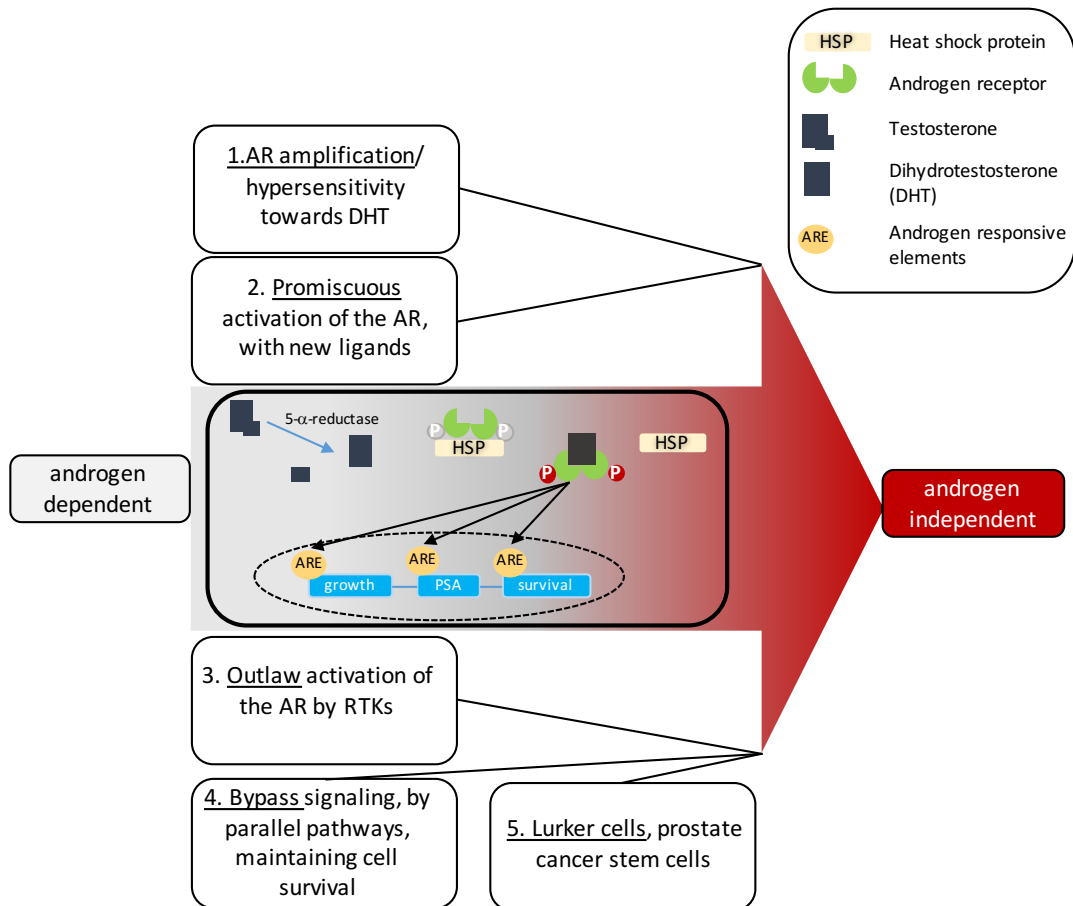 HSP Heat shock protein
Androgen receptor
Testosterone
Dihydrotestosterone
(DHT)
ARE Androgen responsive
elements
1.AR amplification/
hypersensitivity
towards DHT
2. Promiscuous
activation of the AR,
with new ligands
5-α-reductase
P P
HSP
HSP
P P
androgen
dependent
androgen
independent
ARE ARE ARE
growth PSA survival
3. Outlaw activation of
the AR by RTKs
4. Bypass signaling, by
parallel pathways,
maintaining cell
survival
5. Lurker cells, prostate
cancer stem cells